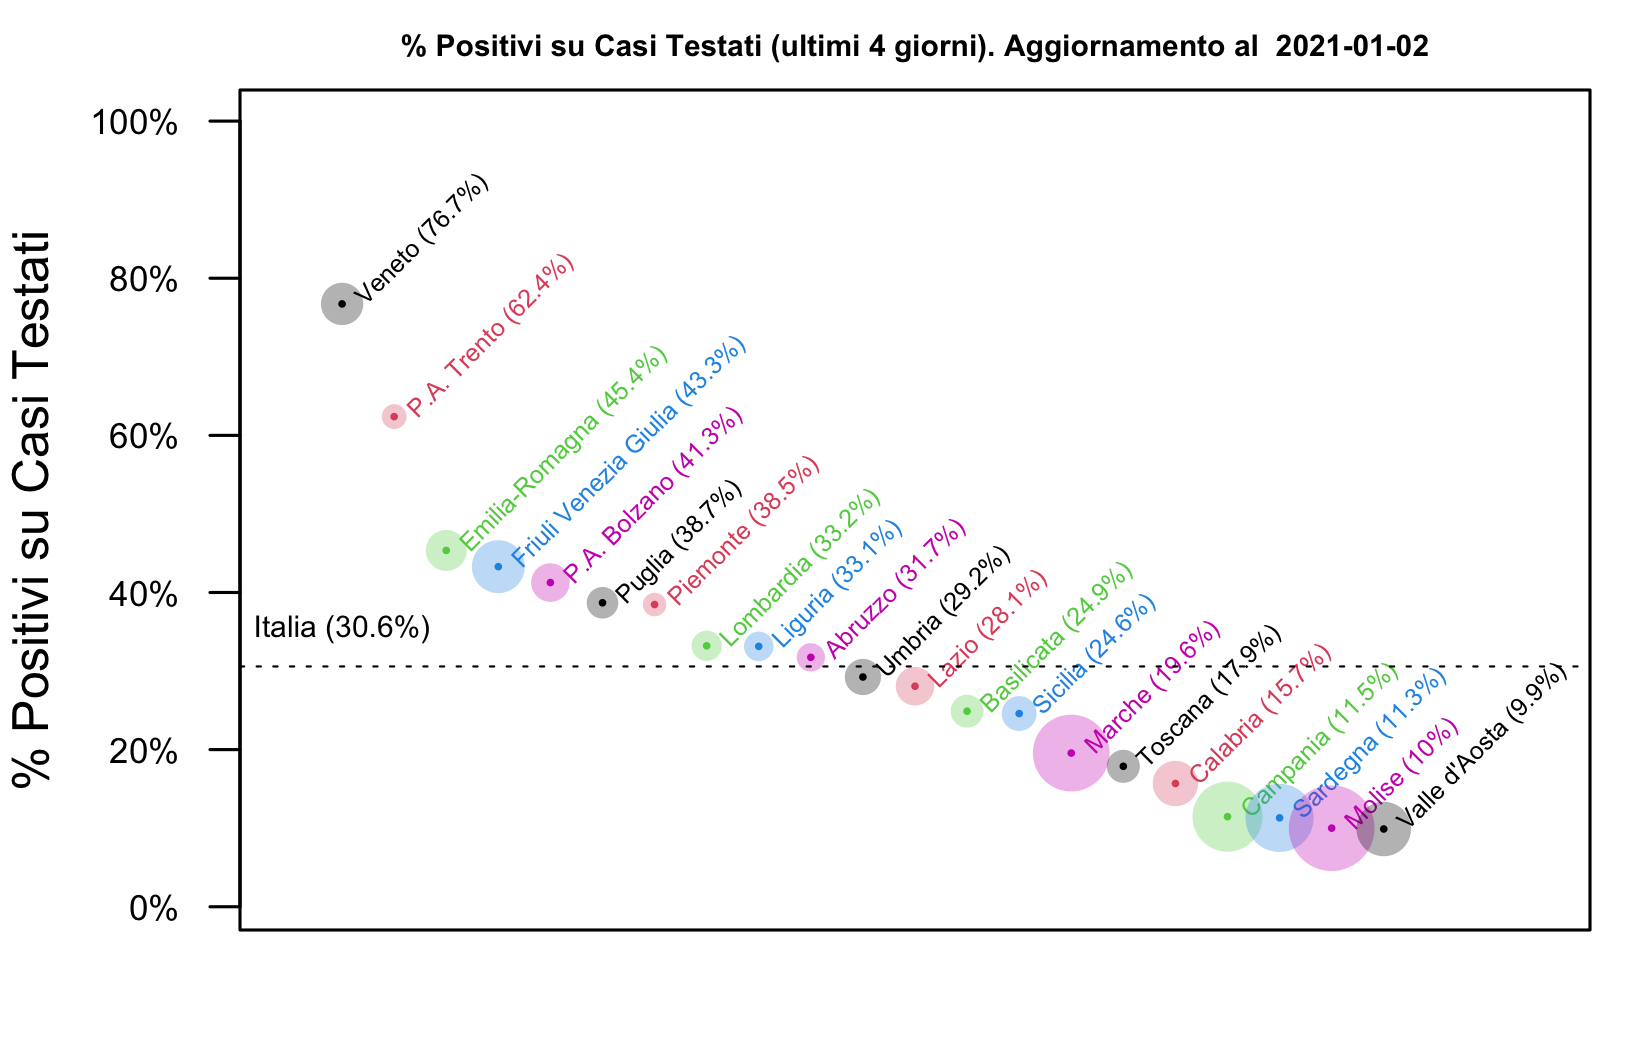 % Positivi su Casi Testati (ultimi 4 giorni). Aggiornamento al  2021-01-02
% Positivi su Casi Testati
100%
80%
60%
40%
20%
0%
Italia (30.6%)
Veneto (76.7%)
P.A. Trento (62.4%)
Emilia-Romagna (45.4%)
Friuli Venezia Giulia (43.3%)
P.A. Bolzano (41.3%)
Puglia (38.7%)
Piemonte (38.5%)
Lombardia (33.2%)
Liguria (33.1%)
Abruzzo (31.7%)
Umbria (29.2%)
Lazio (28.1%)
Basilicata (24.9%)
Sicilia (24.6%)
Marche (19.6%)
Toscana (17.9%)
Calabria (15.7%)
Campania (11.5%)
Sardegna (11.3%)
Molise (10%)
Valle d'Aosta (9.9%)